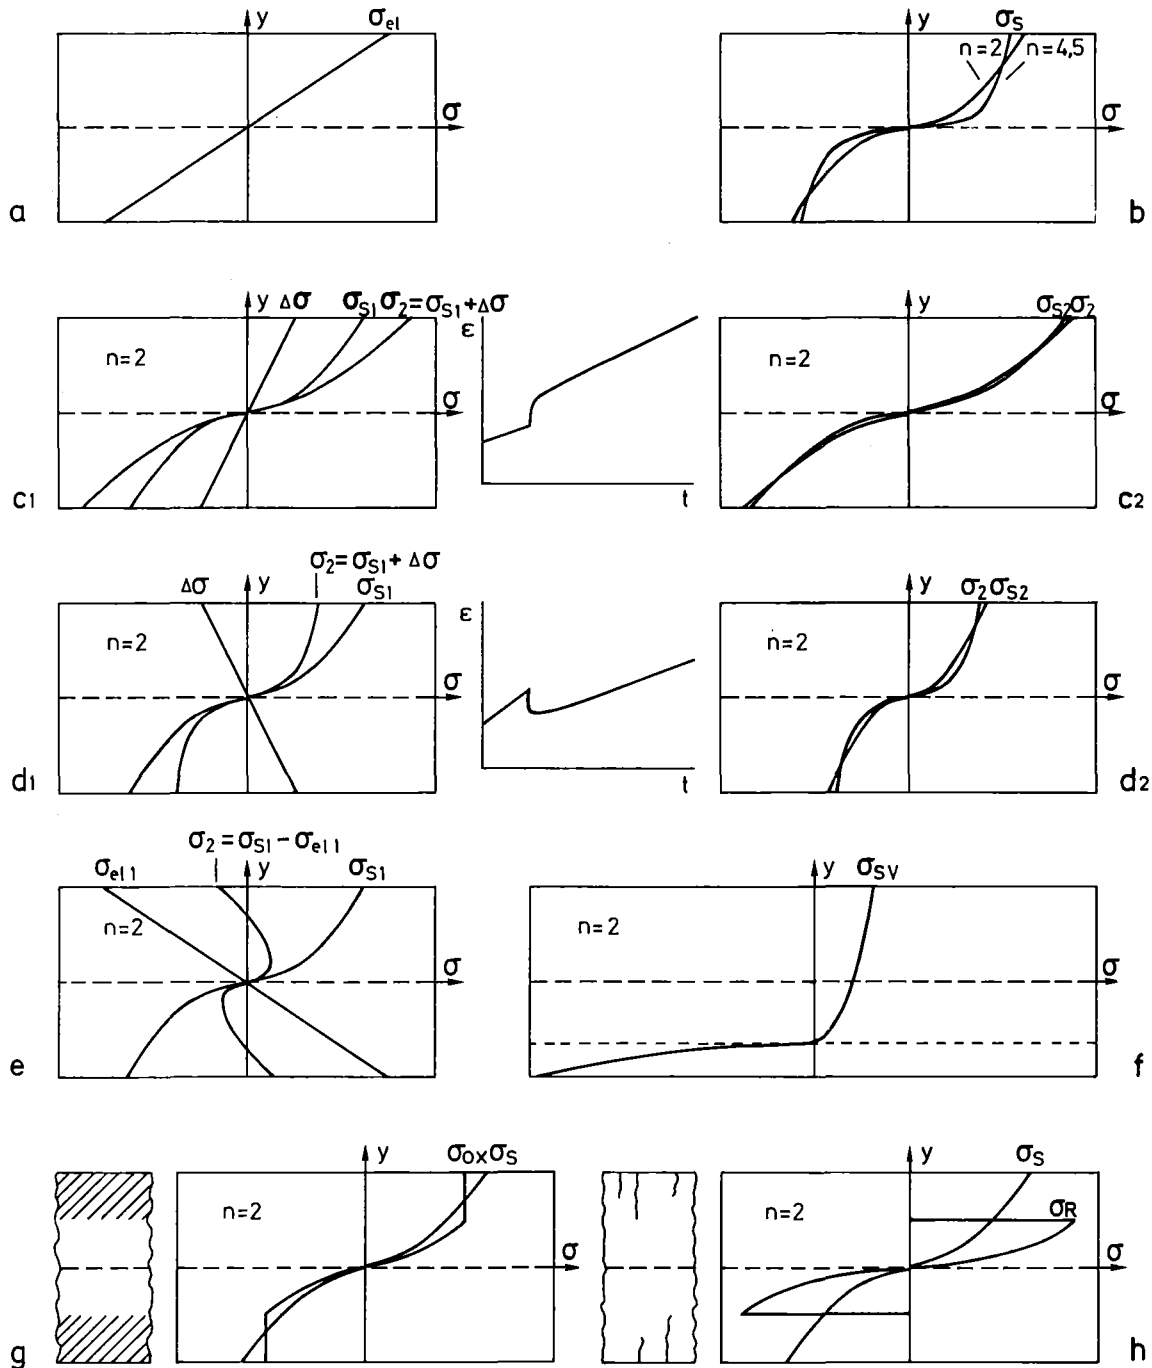 y σel
σ
a
y σS
n=2 n=4,5
σ
b
y Δσ σS1 σ2=σS1+Δσ
n=2
σ
c1
ε
t
y σS2 σ2
n=2
σ
c2
σ2=σS1+Δσ
Δσ y σS1
n=2
σ
d1
ε
t
y σ2 σS2
n=2
σ
d2
σ2=σS1−σel1
σel1 y σS1
n=2
σ
e
y σSV
n=2
σ
f
y σox σS
n=2
σ
g
y σS
n=2
σR
σ
h